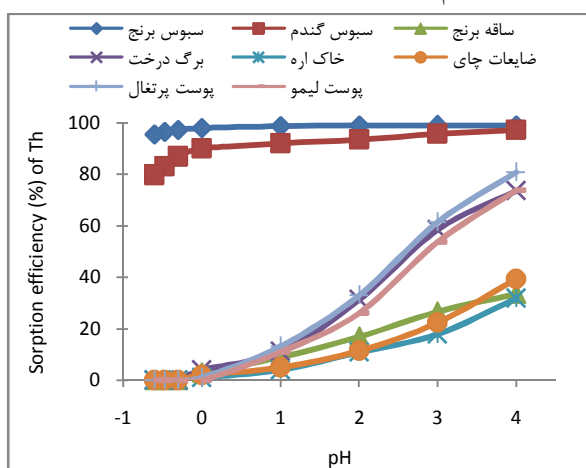 سبوس برنج سبوس گندم ساقه برنج
برگ درخت خاک اره ضایعات چای
پوست پرتغال پوست لیمو
Sorption efficiency (%) of Th
100
80
60
40
20
0
-1 0 1 2 3 4
pH